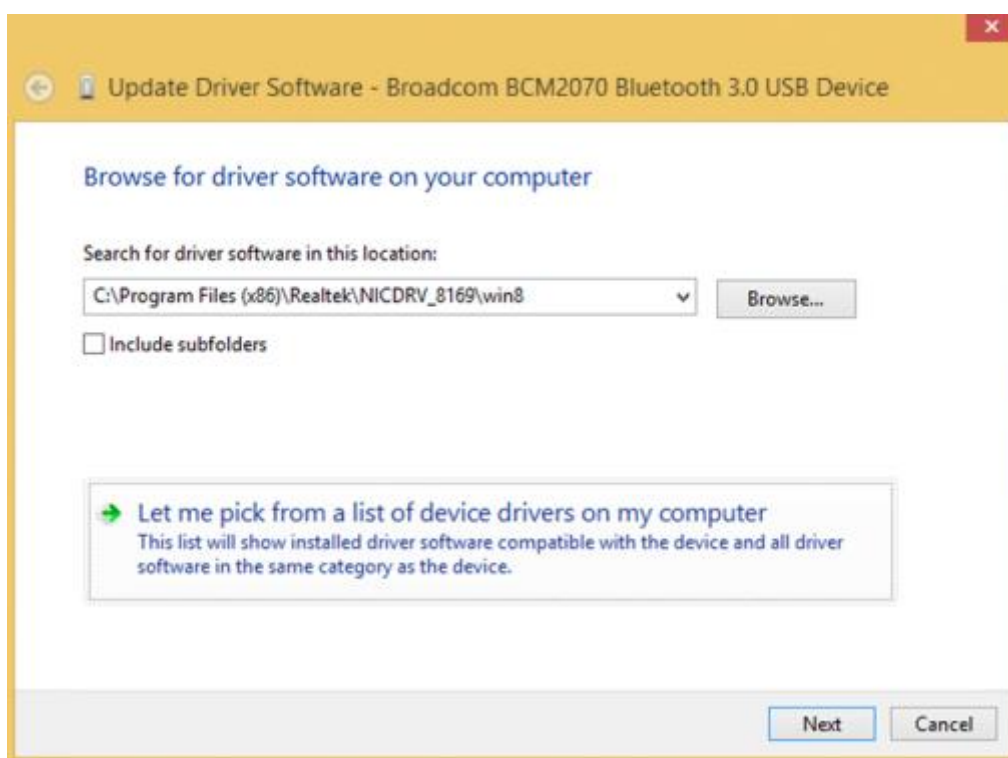 Update Driver Software - Broadcom BCM2070 Bluetooth 3.0 USB Device
Browse for driver software on your computer
Search for driver software in this location:
C:\Program Files (x86)\Realtek\NICDRV_8169\win8
Browse...
Include subfolders
Let me pick from a list of device drivers on my computer
This list will show installed driver software compatible with the device and all driver
software in the same category as the device.
Next
Cancel